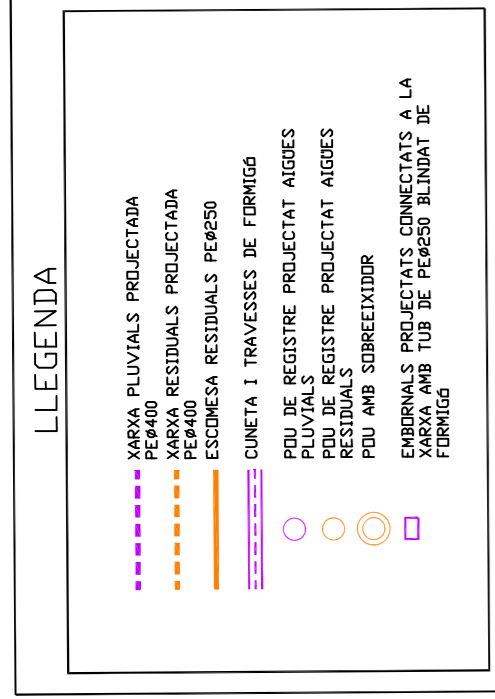 LLEGENDA
XARXA PLUVIALS PROJECTADA
PEØ400
XARXA RESIDUALS PROJECTADA
PEØ400
ESCOMESA RESIDUALS PEØ250
CUNETA I TRAVESSES DE FORMIGó
POU DE REGISTRE PROJECTAT AIGÜES
PLUVIALS
POU DE REGISTRE PROJECTAT AIGÜES
RESIDUALS
POU AMB SOBREEIXIDOR
EMBORNALS PROJECTATS CONNECTATS A LA
XARXA AMB TUB DE PEØ250 BLINDAT DE
FORMIGó